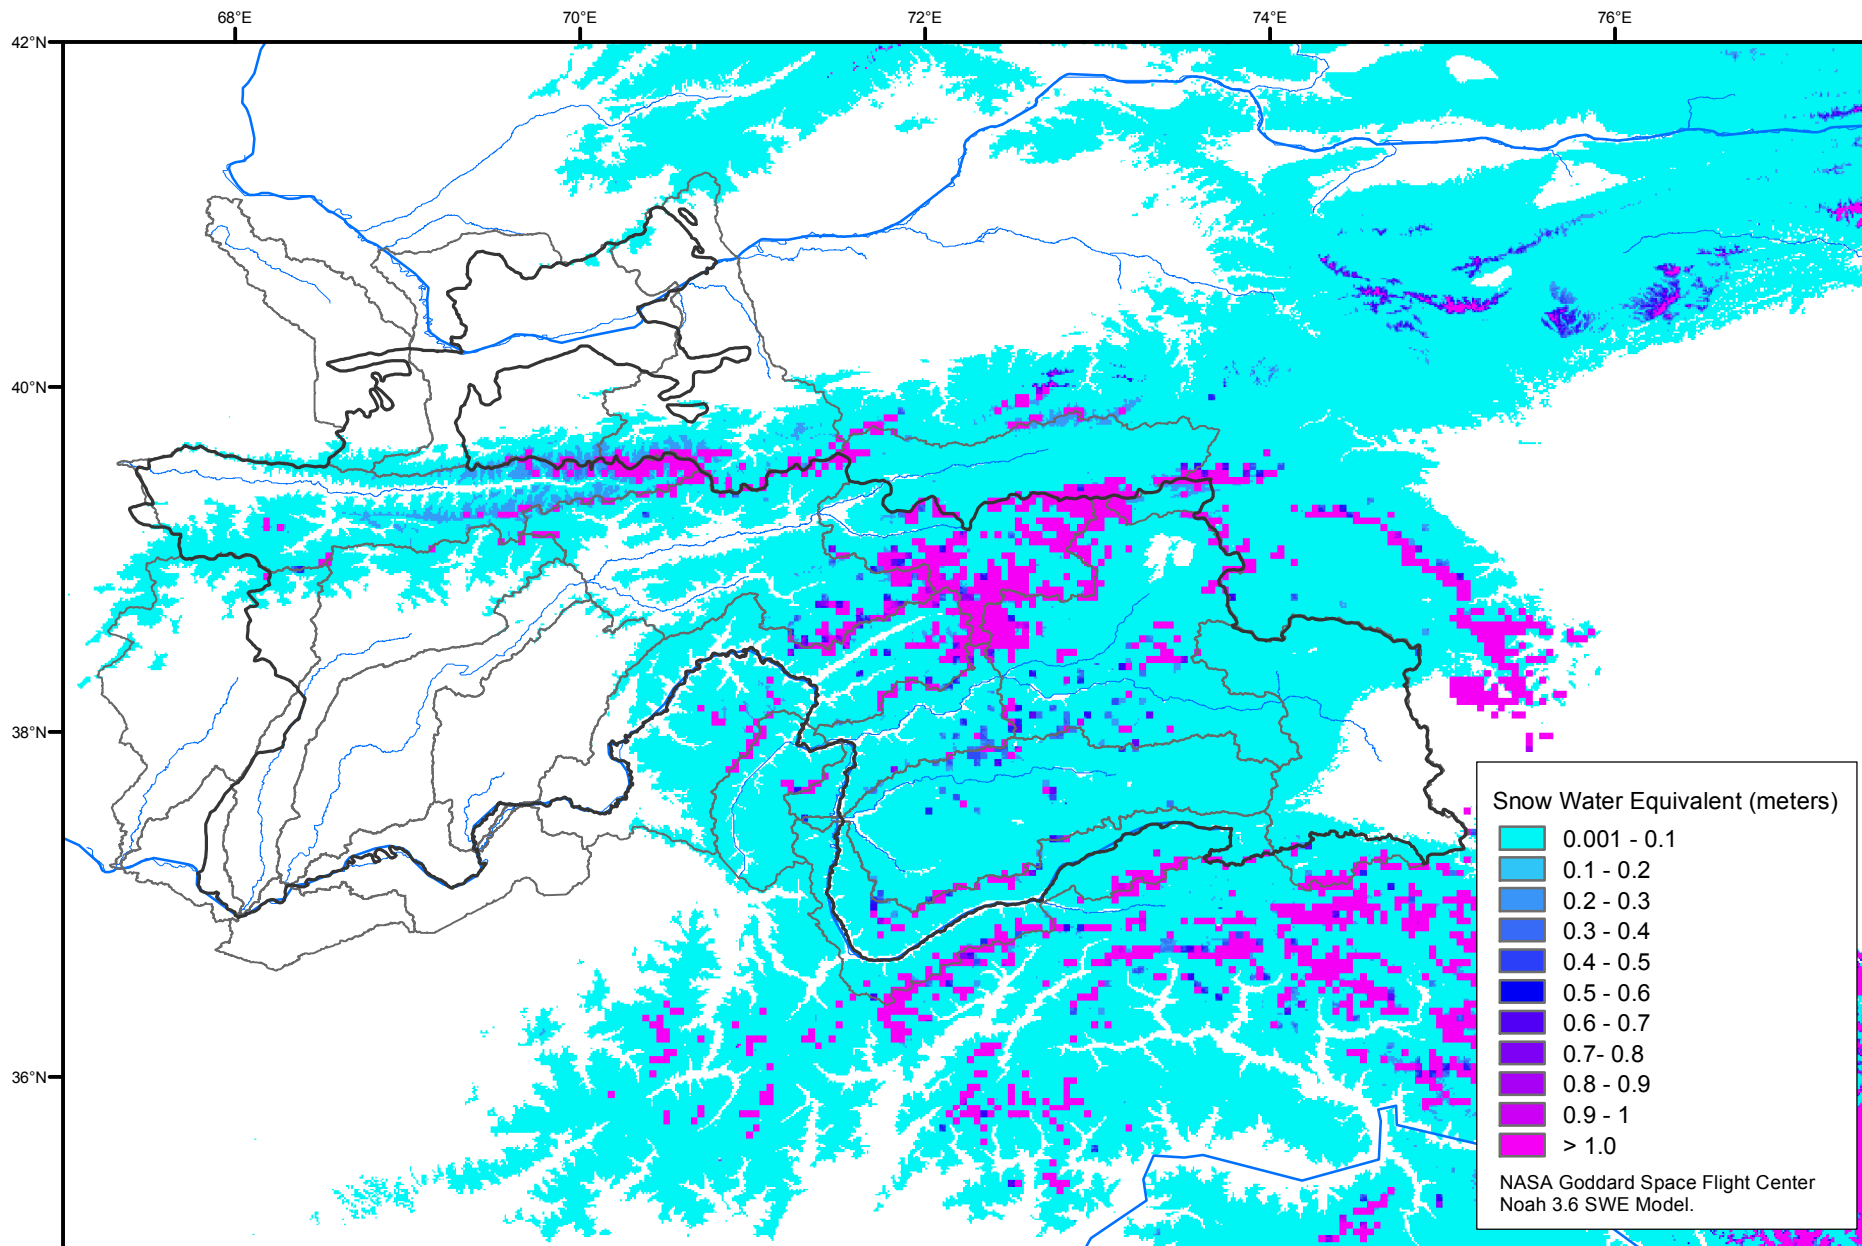 68°E 70°E 72°E 74°E 76°E
42°N
40°N
38°N
36°N
Snow Water Equivalent (meters)
0.001 - 0.1
0.1 - 0.2
0.2 - 0.3
0.3 - 0.4
0.4 - 0.5
0.5 - 0.6
0.6 - 0.7
0.7- 0.8
0.8 - 0.9
0.9 - 1
> 1.0
NASA Goddard Space Flight Center
Noah 3.6 SWE Model.